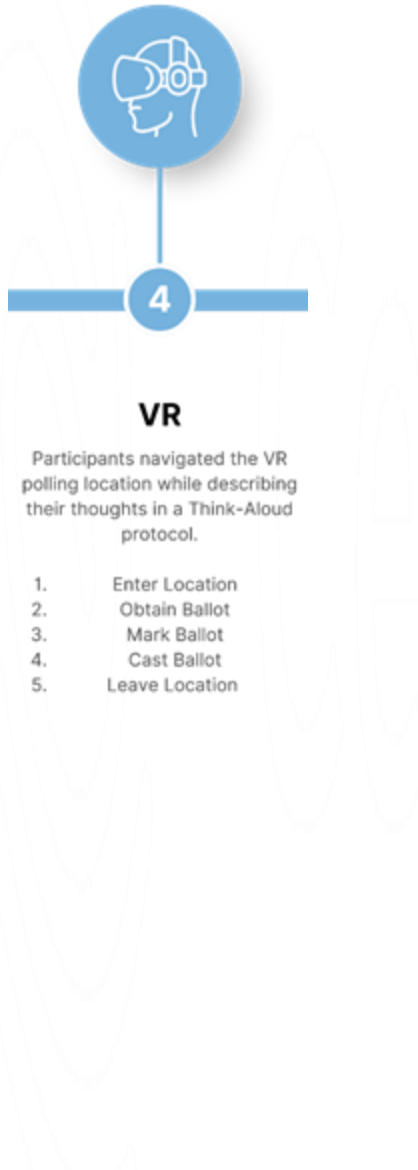 4
VR
Participants navigated the VR
polling location while describing
their thoughts in a Think-Aloud
protocol.
1. Enter Location
2. Obtain Ballot
3. Mark Ballot
4. Cast Ballot
5. Leave Location